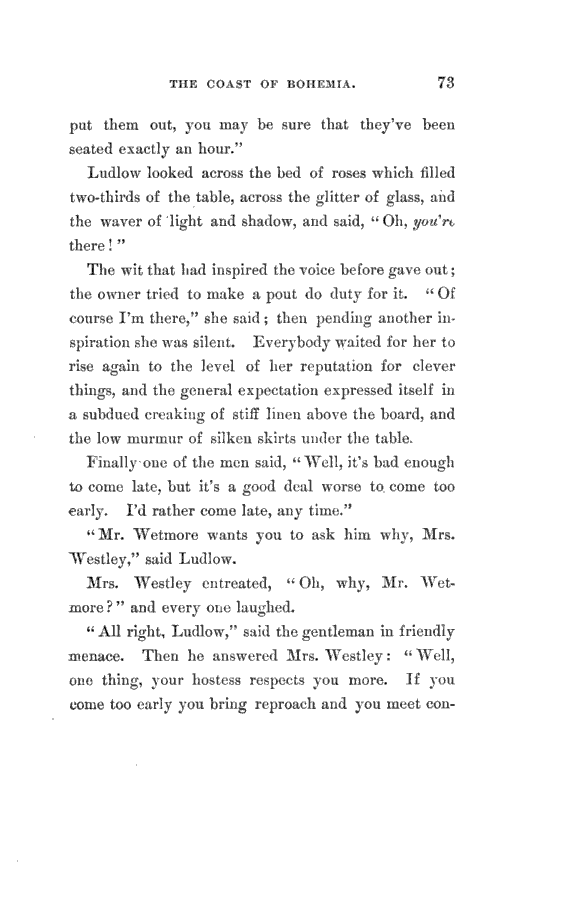 THE COAST OF BOHEMIA. 73
put them out, you may be sure that they've been
seated exactly an hour."
Ludlow looked across the bed of roses which filled
two-thirds of the table, across the glitter of glass, and
the waver of light and shadow, and said, "Oh, you're
there!"
The wit that had inspired the voice before gave out;
the owner tried to make a pout do duty for it. "Of
course I'm there," she said; then pending another in-
spiration she was silent. Everybody waited for her to
rise again to the level of her reputation for clever
things, and the general expectation expressed itself in
a subdued creaking of stiff linen above the board, and
the low murmur of silken skirts under the table.
Finally one of the men said, "Well, it's bad enough
to come late, but it's a good deal worse to come too
early. I'd rather come late, any time."
"Mr. Wetmore wants you to ask him why, Mrs.
Westley," said Ludlow.
Mrs. Westley entreated, "Oh, why, Mr. Wet-
more?" and every one laughed.
"All right, Ludlow," said the gentleman in friendly
menace. Then he answered Mrs. Westley: "Well,
one thing, your hostess respects you more. If you
come too early you bring reproach and you meet con-